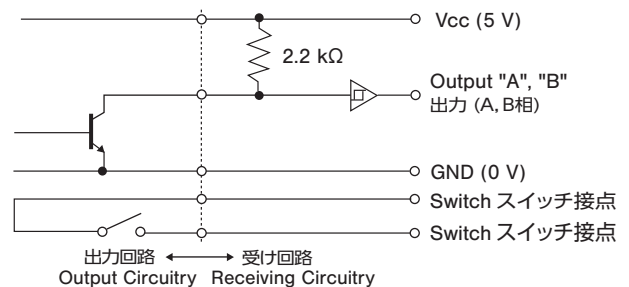 Vcc (5 V)
2.2 kΩ
Output "A", "B"
出力 (A, B相)
GND (0 V)
Switch スイッチ接点
Switch スイッチ接点
出力回路 受け回路
Output Circuitry Receiving Circuitry